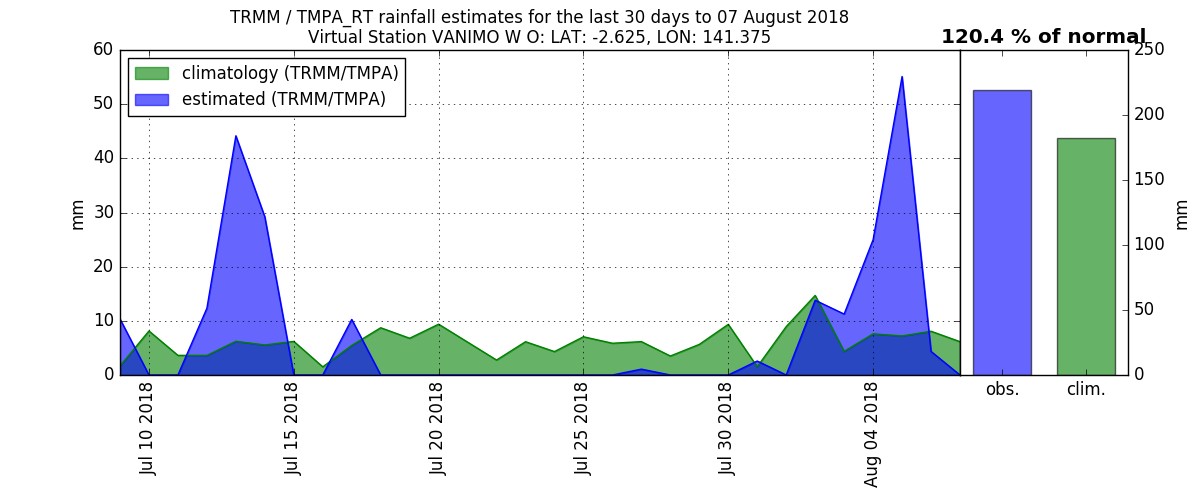 TRMM / TMPA_RT rainfall estimates for the last 30 days to 07 August 2018
Virtual Station VANIMO W O: LAT: -2.625, LON: 141.375
120.4 % of normal
climatology (TRMM/TMPA)
estimated (TRMM/TMPA)
60
50
40
30
20
10
0
mm
Jul 10 2018
Jul 15 2018
Jul 20 2018
Jul 25 2018
Jul 30 2018
Aug 04 2018
obs.
clim.
250
200
150
100
50
0
mm